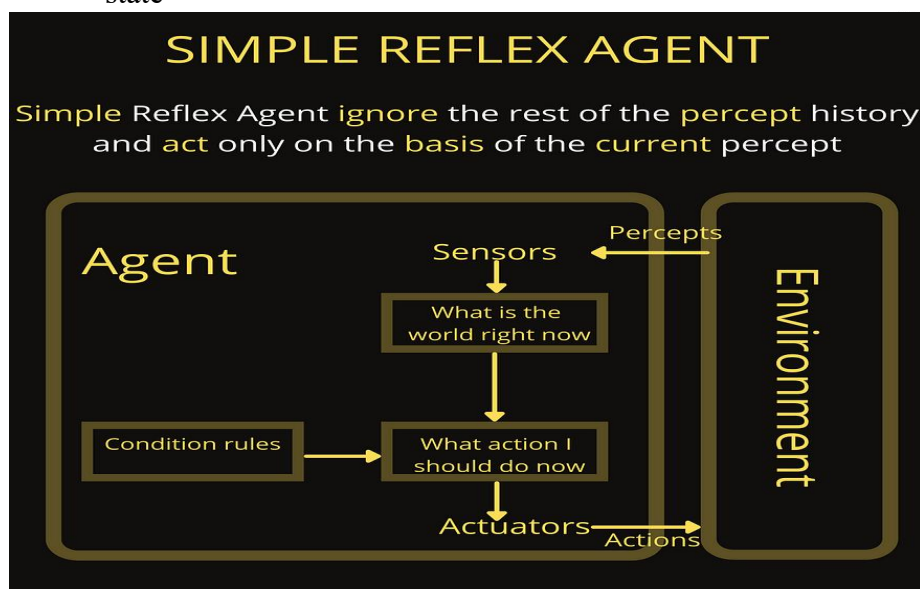 state
SIMPLE REFLEX AGENT
Simple Reflex Agent ignore the rest of the percept history
and act only on the basis of the current percept
Agent
Sensors
Percepts
What is the
world right now
Condition rules
What action I
should do now
Actuators
Actions
Environment